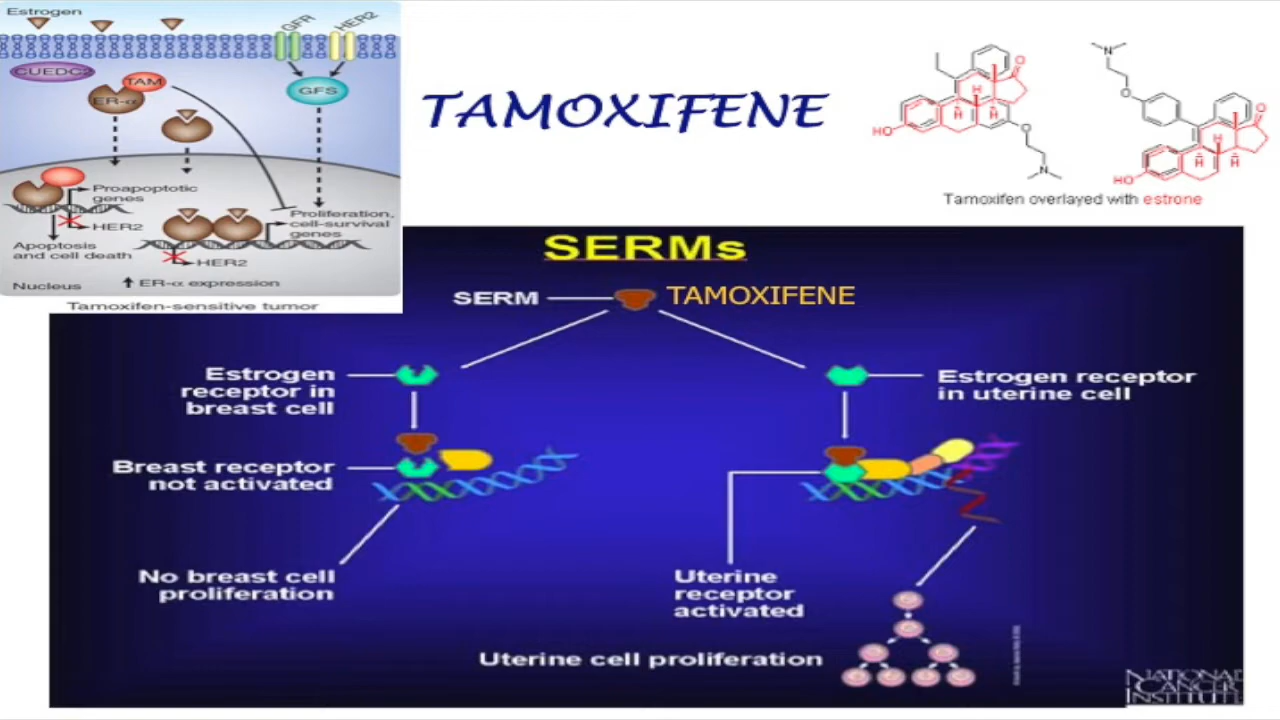 Estrogen
GFR
HER2
CUEDC2
TAM
ER-α
GFS
Proapoptotic
genes
HER2
Apoptosis
and cell death
Proliferation,
cell-survival
genes
HER2
Nucleus
ER-α expression
Tamoxifen-sensitive tumor
TAMOXIFENE
HO
O
H
H
H
O
N
N
O
O
H
H
H
HO
Tamoxifen overlayed with estrone
SERMs
SERM
TAMOXIFENE
Estrogen
receptor in
breast cell
Estrogen receptor
in uterine cell
Breast receptor
not activated
No breast cell
proliferation
Uterine
receptor
activated
Uterine cell proliferation
NATIONAL
CANCER
INSTITUTE